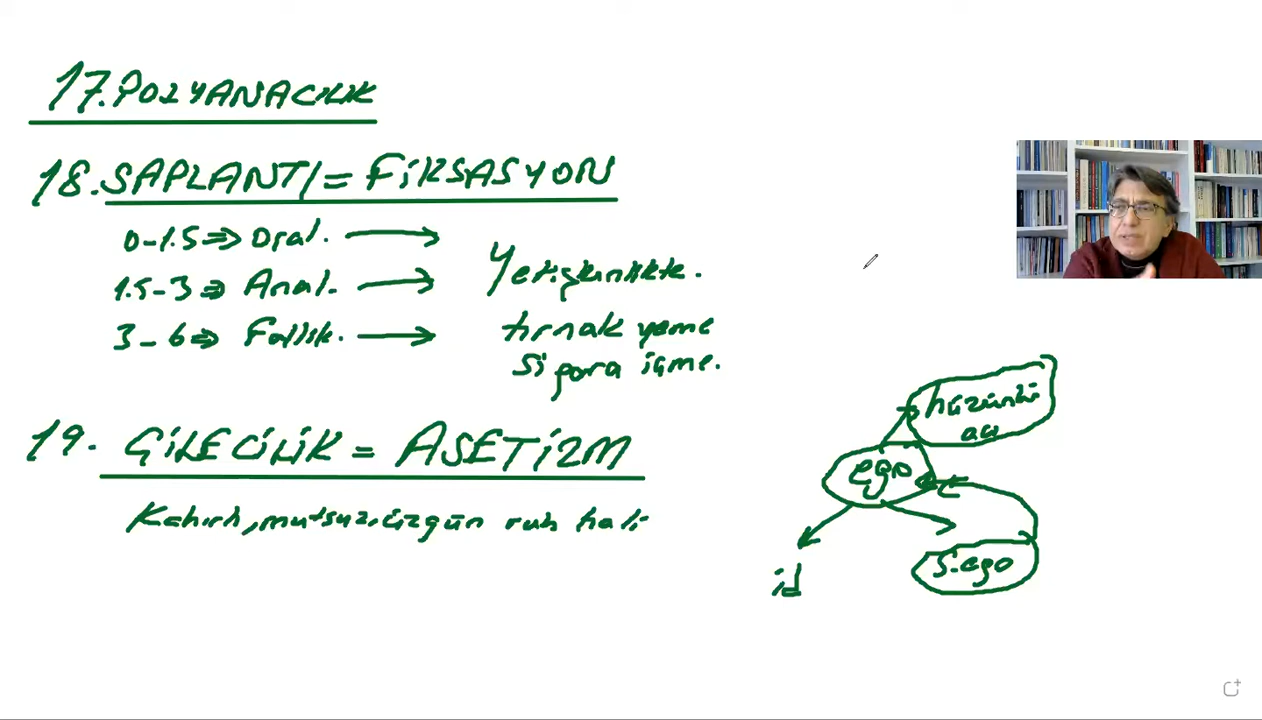 17. POLYANACILIK
18. SAPLANTI = FİKSASYON
0-1.5 ⇒ Oral.
1.5-3 ⇒ Anal.
3-6 ⇒ Fallik.
Yetişkinlikte.
tırnak yeme
Sigara içme.
19. ÇİLECİLİK = ASETİZM
Kahırlı, mutsuz, üzgün ruh hali
hüzünlü
acı
ego
id
S.ego